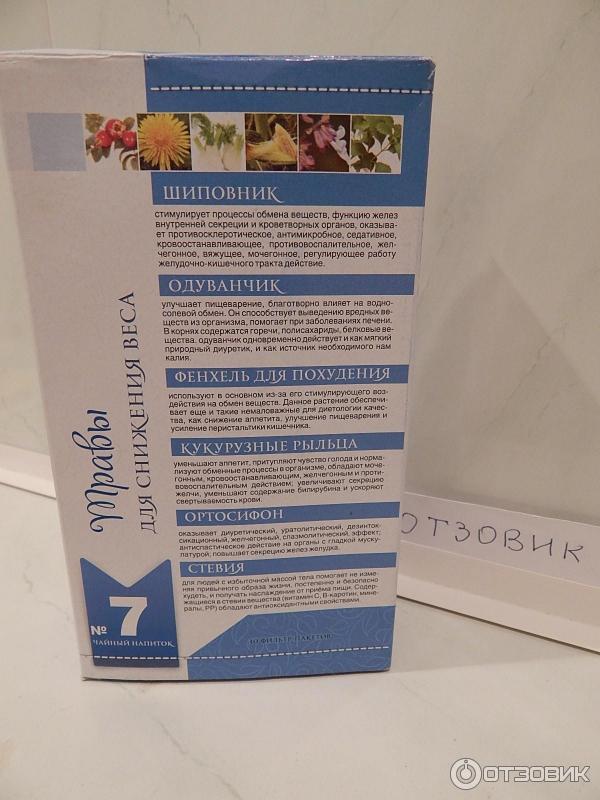 ШИПОВНИК
стимулирует процессы обмена веществ, функцию желез
внутренней секреции и кроветворных органов, оказыва-
ет противосклеротическое, антимикробное, седативное,
кровоостанавливающее, противовоспалительное, жел-
чегонное, вяжущее, мочегонное, регулирующее работу
желудочно-кишечного тракта действие.
ОДУВАНЧИК
улучшает пищеварение, благотворно влияет на водно-
солевой обмен. Он способствует выведению вредных ве-
ществ из организма, помогает при заболеваниях печени.
В корнях содержатся горечи, полисахариды, белковые ве-
щества. одуванчик одновременно действует и как мягкий
природный диуретик, и как источник необходимого нам
калия.
ФЕНХЕЛЬ ДЛЯ ПОХУДЕНИЯ
используют в основном из-за его стимулирующего воз-
действия на обмен веществ. Данное растение обеспечи-
вает еще и такие немаловажные для диетологии качес-
тва, как снижение аппетита, улучшение пищеварения и
усиление перистальтики кишечника.
КУКУРУЗНЫЕ РЫЛЬЦА
уменьшают аппетит, притупляют чувство голода и норма-
лизуют обменные процессы в организме, обладают моче-
гонным, кровоостанавливающим, желчегонным и проти-
вовоспалительным действием; увеличивают секрецию
желчи, уменьшают содержание билирубина и ускоряют
свертываемость крови.
ОРТОСИФОН
оказывает диуретический, уратолитический, дезинток-
сикационный, желчегонный, спазмолитический, эффект;
антиспастическое действие на органы с гладкой муску-
латурой; повышает секрецию желез желудка.
СТЕВИЯ
для людей с избыточной массой тела помогает не изме-
няя привычного образа жизни, постепенно и безопасно
худеть, и получать наслаждение от приёма пищи. Содер-
жащиеся в стевии вещества (витамин С, В-каротин, мине-
ралы, РР) обладают антиоксидантными свойствами.
Травы
ДЛЯ СНИЖЕНИЯ ВЕСА
№ 7
ЧАЙНЫЙ НАПИТОК
ФИЛЬТР-ПАКЕТОВ
ОТЗОВИК
ОТЗОВИК